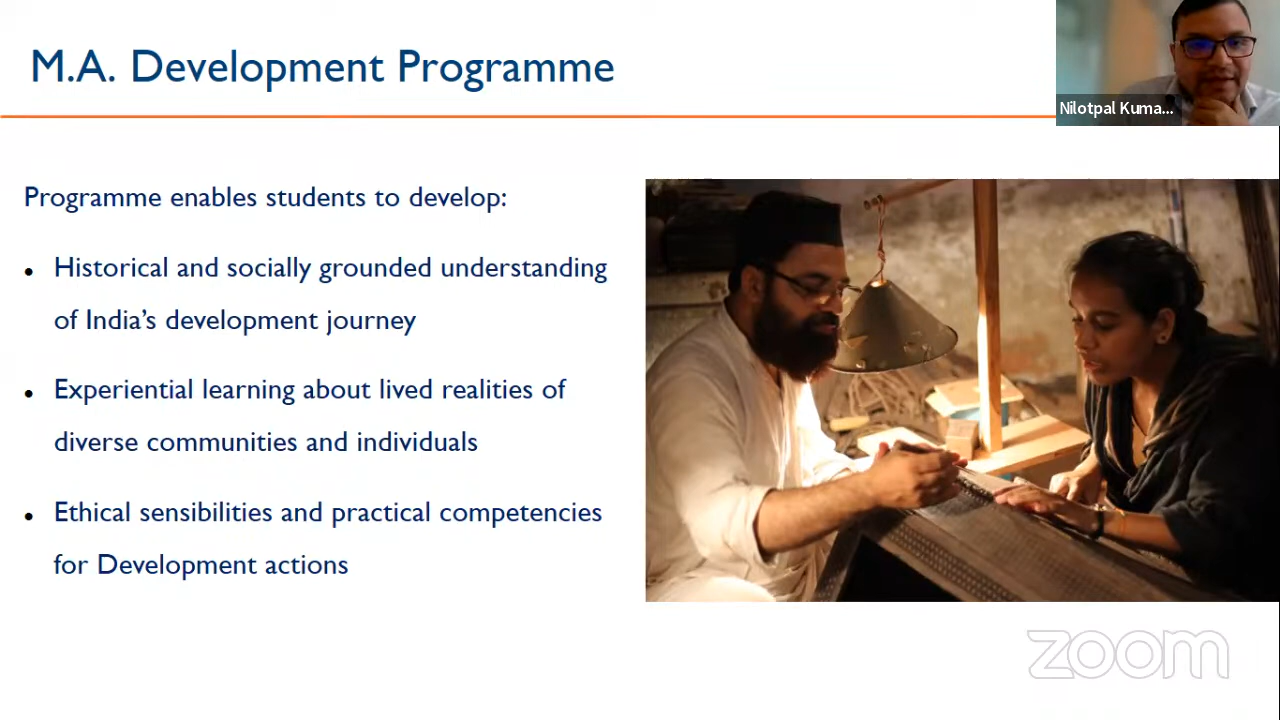 M.A. Development Programme
Nilotpal Kuma...
Programme enables students to develop:
• Historical and socially grounded understanding
of India's development journey
• Experiential learning about lived realities of
diverse communities and individuals
• Ethical sensibilities and practical competencies
for Development actions
zoom